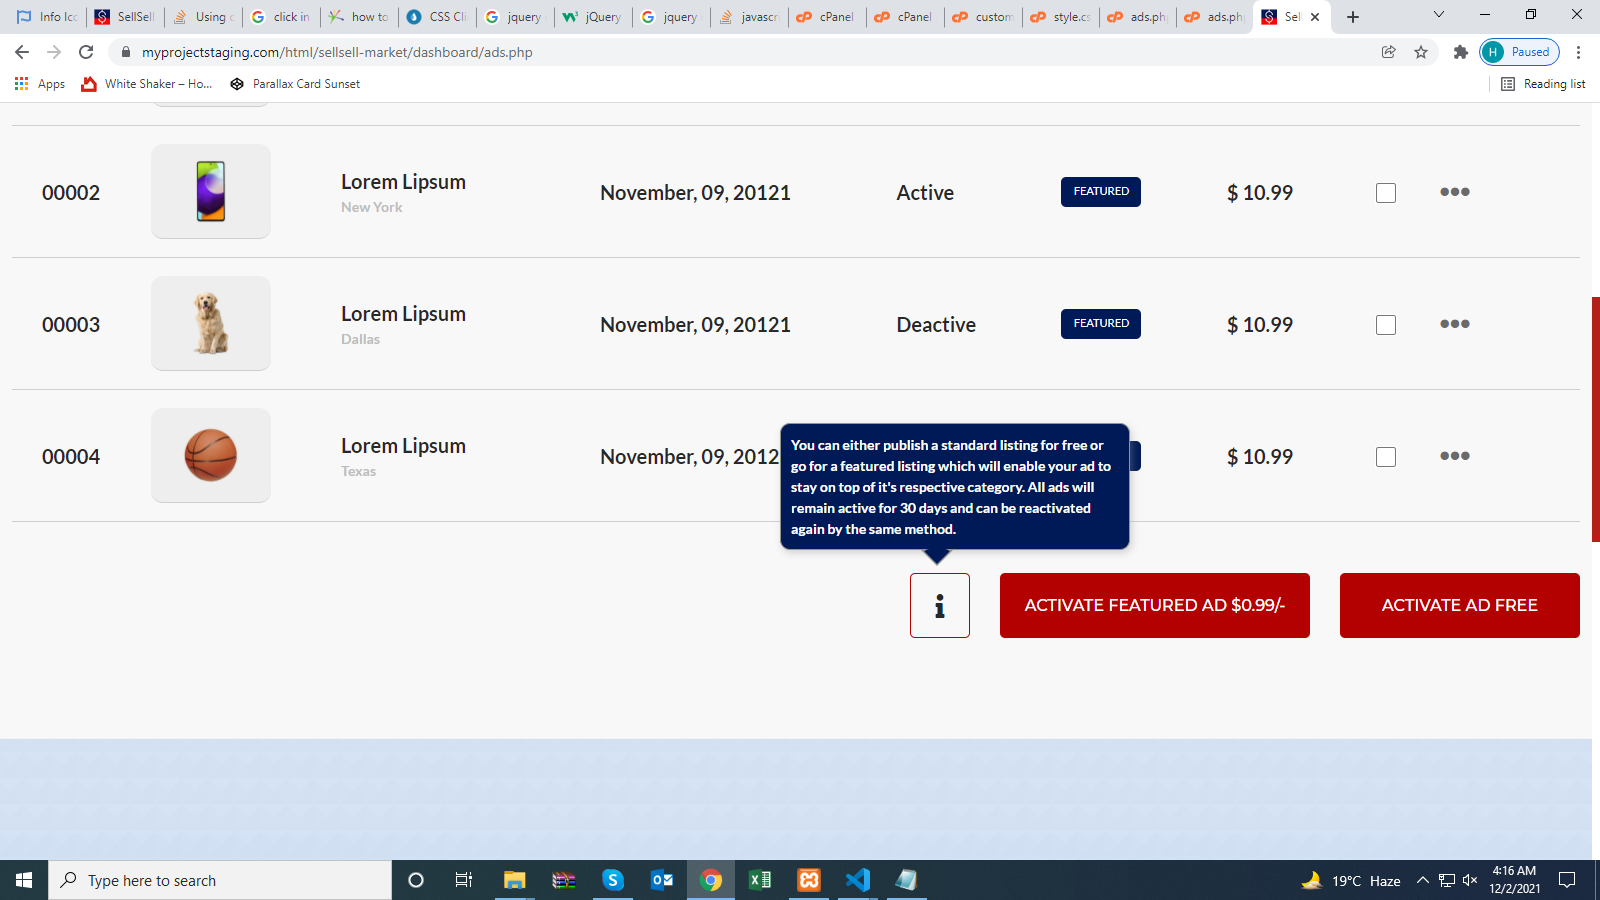 Info Ic
SellSell
Using
click in
how to
CSS Cli
jquery
jQuery
jquery
javascri
cPanel
cPanel
custom
style.cs
ads.ph
ads.ph
Sel
myprojectstaging.com/html/sellsell-market/dashboard/ads.php
H Paused
Apps
White Shaker – Ho...
Parallax Card Sunset
Reading list
00002
Lorem Lipsum
New York
November, 09, 20121
Active
FEATURED
$ 10.99
00003
Lorem Lipsum
Dallas
November, 09, 20121
Deactive
FEATURED
$ 10.99
00004
Lorem Lipsum
Texas
November, 09, 2012
$ 10.99
You can either publish a standard listing for free or
go for a featured listing which will enable your ad to
stay on top of it's respective category. All ads will
remain active for 30 days and can be reactivated
again by the same method.
i
ACTIVATE FEATURED AD $0.99/-
ACTIVATE AD FREE
Type here to search
19°C Haze
4:16 AM
12/2/2021